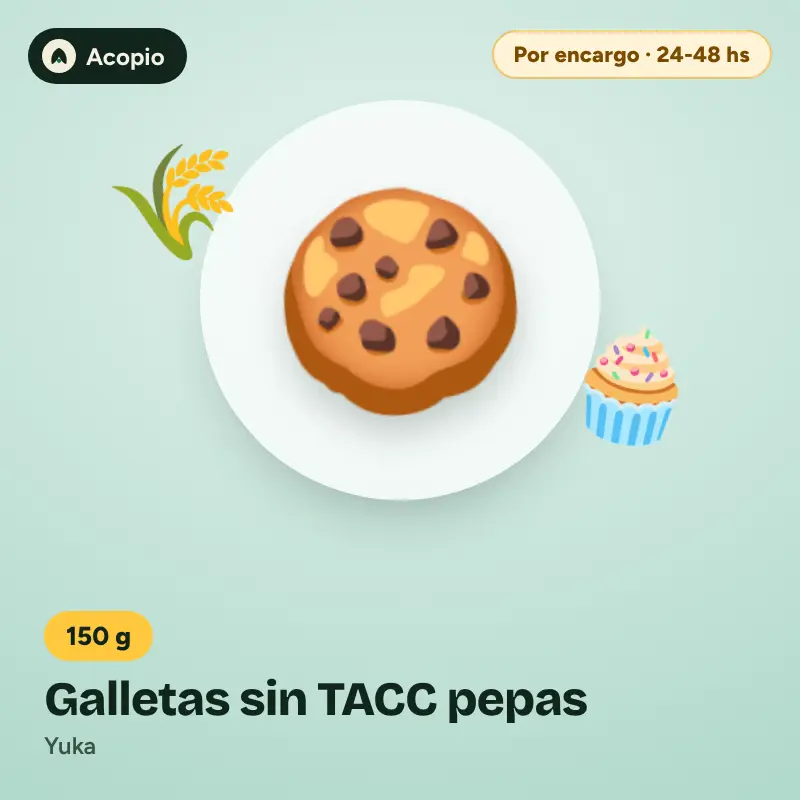 Acopio
Por encargo · 24-48 hs
150 g
Galletas sin TACC pepas
Yuka